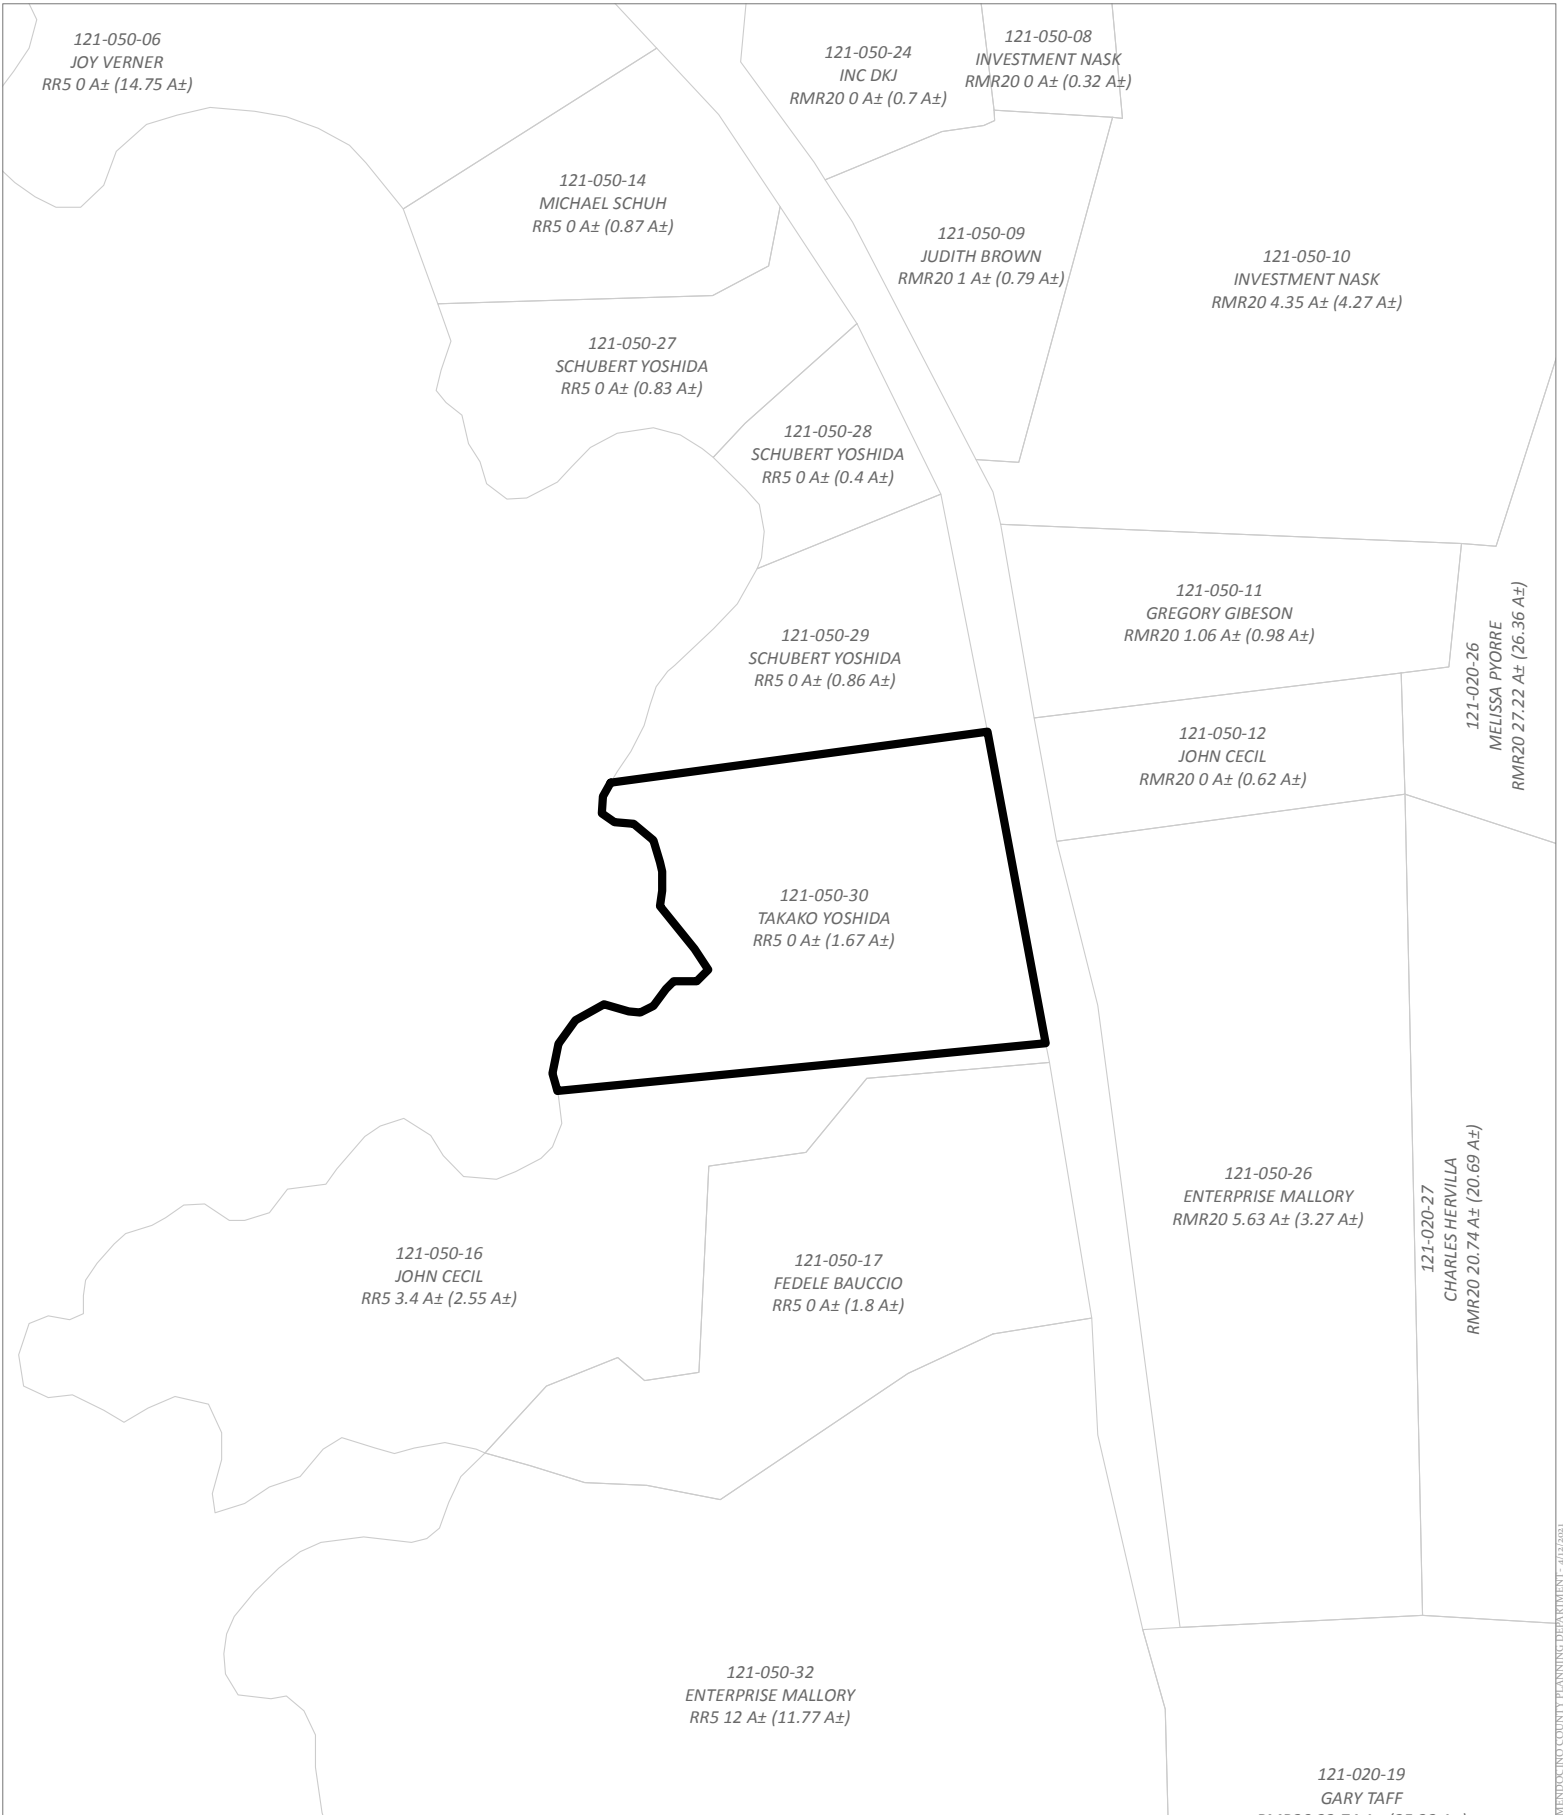 121-050-06
JOY VERNER
RR5 0 A± (14.75 A±)
121-050-24
INC DKJ
RMR20 0 A± (0.7 A±)
121-050-08
INVESTMENT NASK
RMR20 0 A± (0.32 A±)
121-050-14
MICHAEL SCHUH
RR5 0 A± (0.87 A±)
121-050-09
JUDITH BROWN
RMR20 1 A± (0.79 A±)
121-050-10
INVESTMENT NASK
RMR20 4.35 A± (4.27 A±)
121-050-27
SCHUBERT YOSHIDA
RR5 0 A± (0.83 A±)
121-050-28
SCHUBERT YOSHIDA
RR5 0 A± (0.4 A±)
121-050-11
GREGORY GIBESON
RMR20 1.06 A± (0.98 A±)
121-020-26
MELISSA PYORRE
RMR20 27.22 A± (26.36 A±)
121-050-29
SCHUBERT YOSHIDA
RR5 0 A± (0.86 A±)
121-050-12
JOHN CECIL
RMR20 0 A± (0.62 A±)
121-050-30
TAKAKO YOSHIDA
RR5 0 A± (1.67 A±)
121-050-26
ENTERPRISE MALLORY
RMR20 5.63 A± (3.27 A±)
121-020-27
CHARLES HERVILLA
RMR20 20.74 A± (20.69 A±)
121-050-16
JOHN CECIL
RR5 3.4 A± (2.55 A±)
121-050-17
FEDELE BAUCCIO
RR5 0 A± (1.8 A±)
121-050-32
ENTERPRISE MALLORY
RR5 12 A± (11.77 A±)
121-020-19
GARY TAFF
MENDOCINO COUNTY PLANNING DEPARTMENT - 4/12/2021